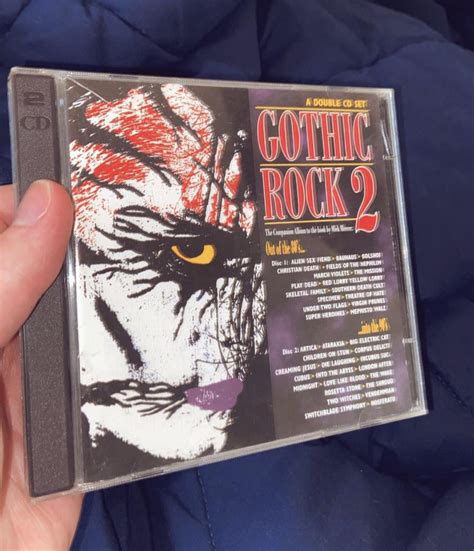 2
CD
A DOUBLE CD SET
GOTHIC
ROCK 2
The Companion Album to the book by Mick Mercer
Out of the 80's...
Disc 1: ALIEN SEX FIEND • BAUHAUS • BOLSHOI
CHRISTIAN DEATH • FIELDS OF THE NEPHILIM
MARCH VIOLETS • THE MISSION
PLAY DEAD • RED LORRY YELLOW LORRY
SKELETAL FAMILY • SOUTHERN DEATH CULT
SPECIMEN • THEATRE OF HATE
UNDER TWO FLAGS • VIRGIN PRUNES
SUPER HEROINES • MEPHISTO WALZ
...into the 90's
Disc 2: ARTICA • ATARAXIA • BIG ELECTRIC CAT
CHILDREN ON STUN • CORPUS DELICTI
CREAMING JESUS • DIE LAUGHING • INCUBUS SUC.
CUBUS • INTO THE ABYSS • LONDON AFTER
MIDNIGHT • LOVE LIKE BLOOD • THE WAKE
ROSETTA STONE • THE SHROUD
TWO WITCHES • VENDEMMIAN
SWITCHBLADE SYMPHONY • NOSFERATU